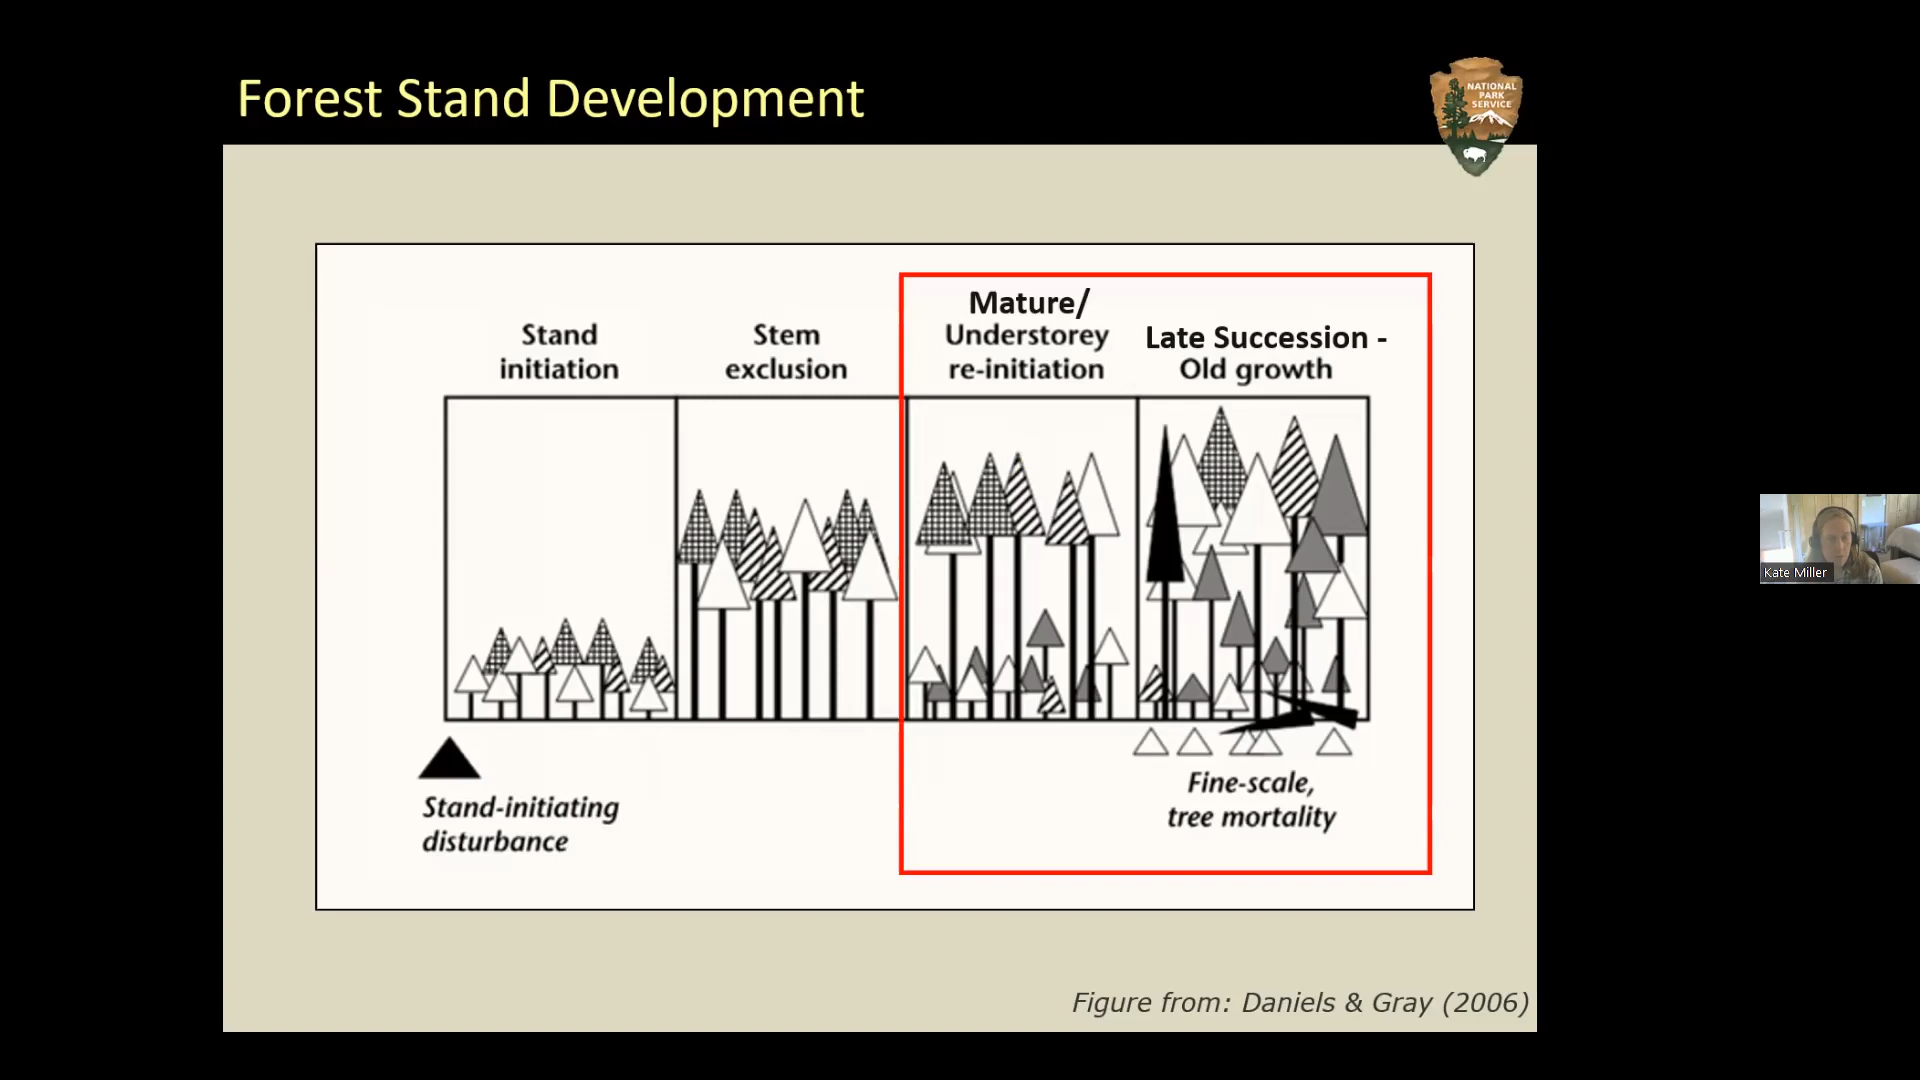 Forest Stand Development
NATIONAL
PARK
SERVICE
Stand
initiation
Stem
exclusion
Mature/
Understorey
re-initiation
Late Succession -
Old growth
Stand-initiating
disturbance
Fine-scale,
tree mortality
Figure from: Daniels & Gray (2006)
Kate Miller